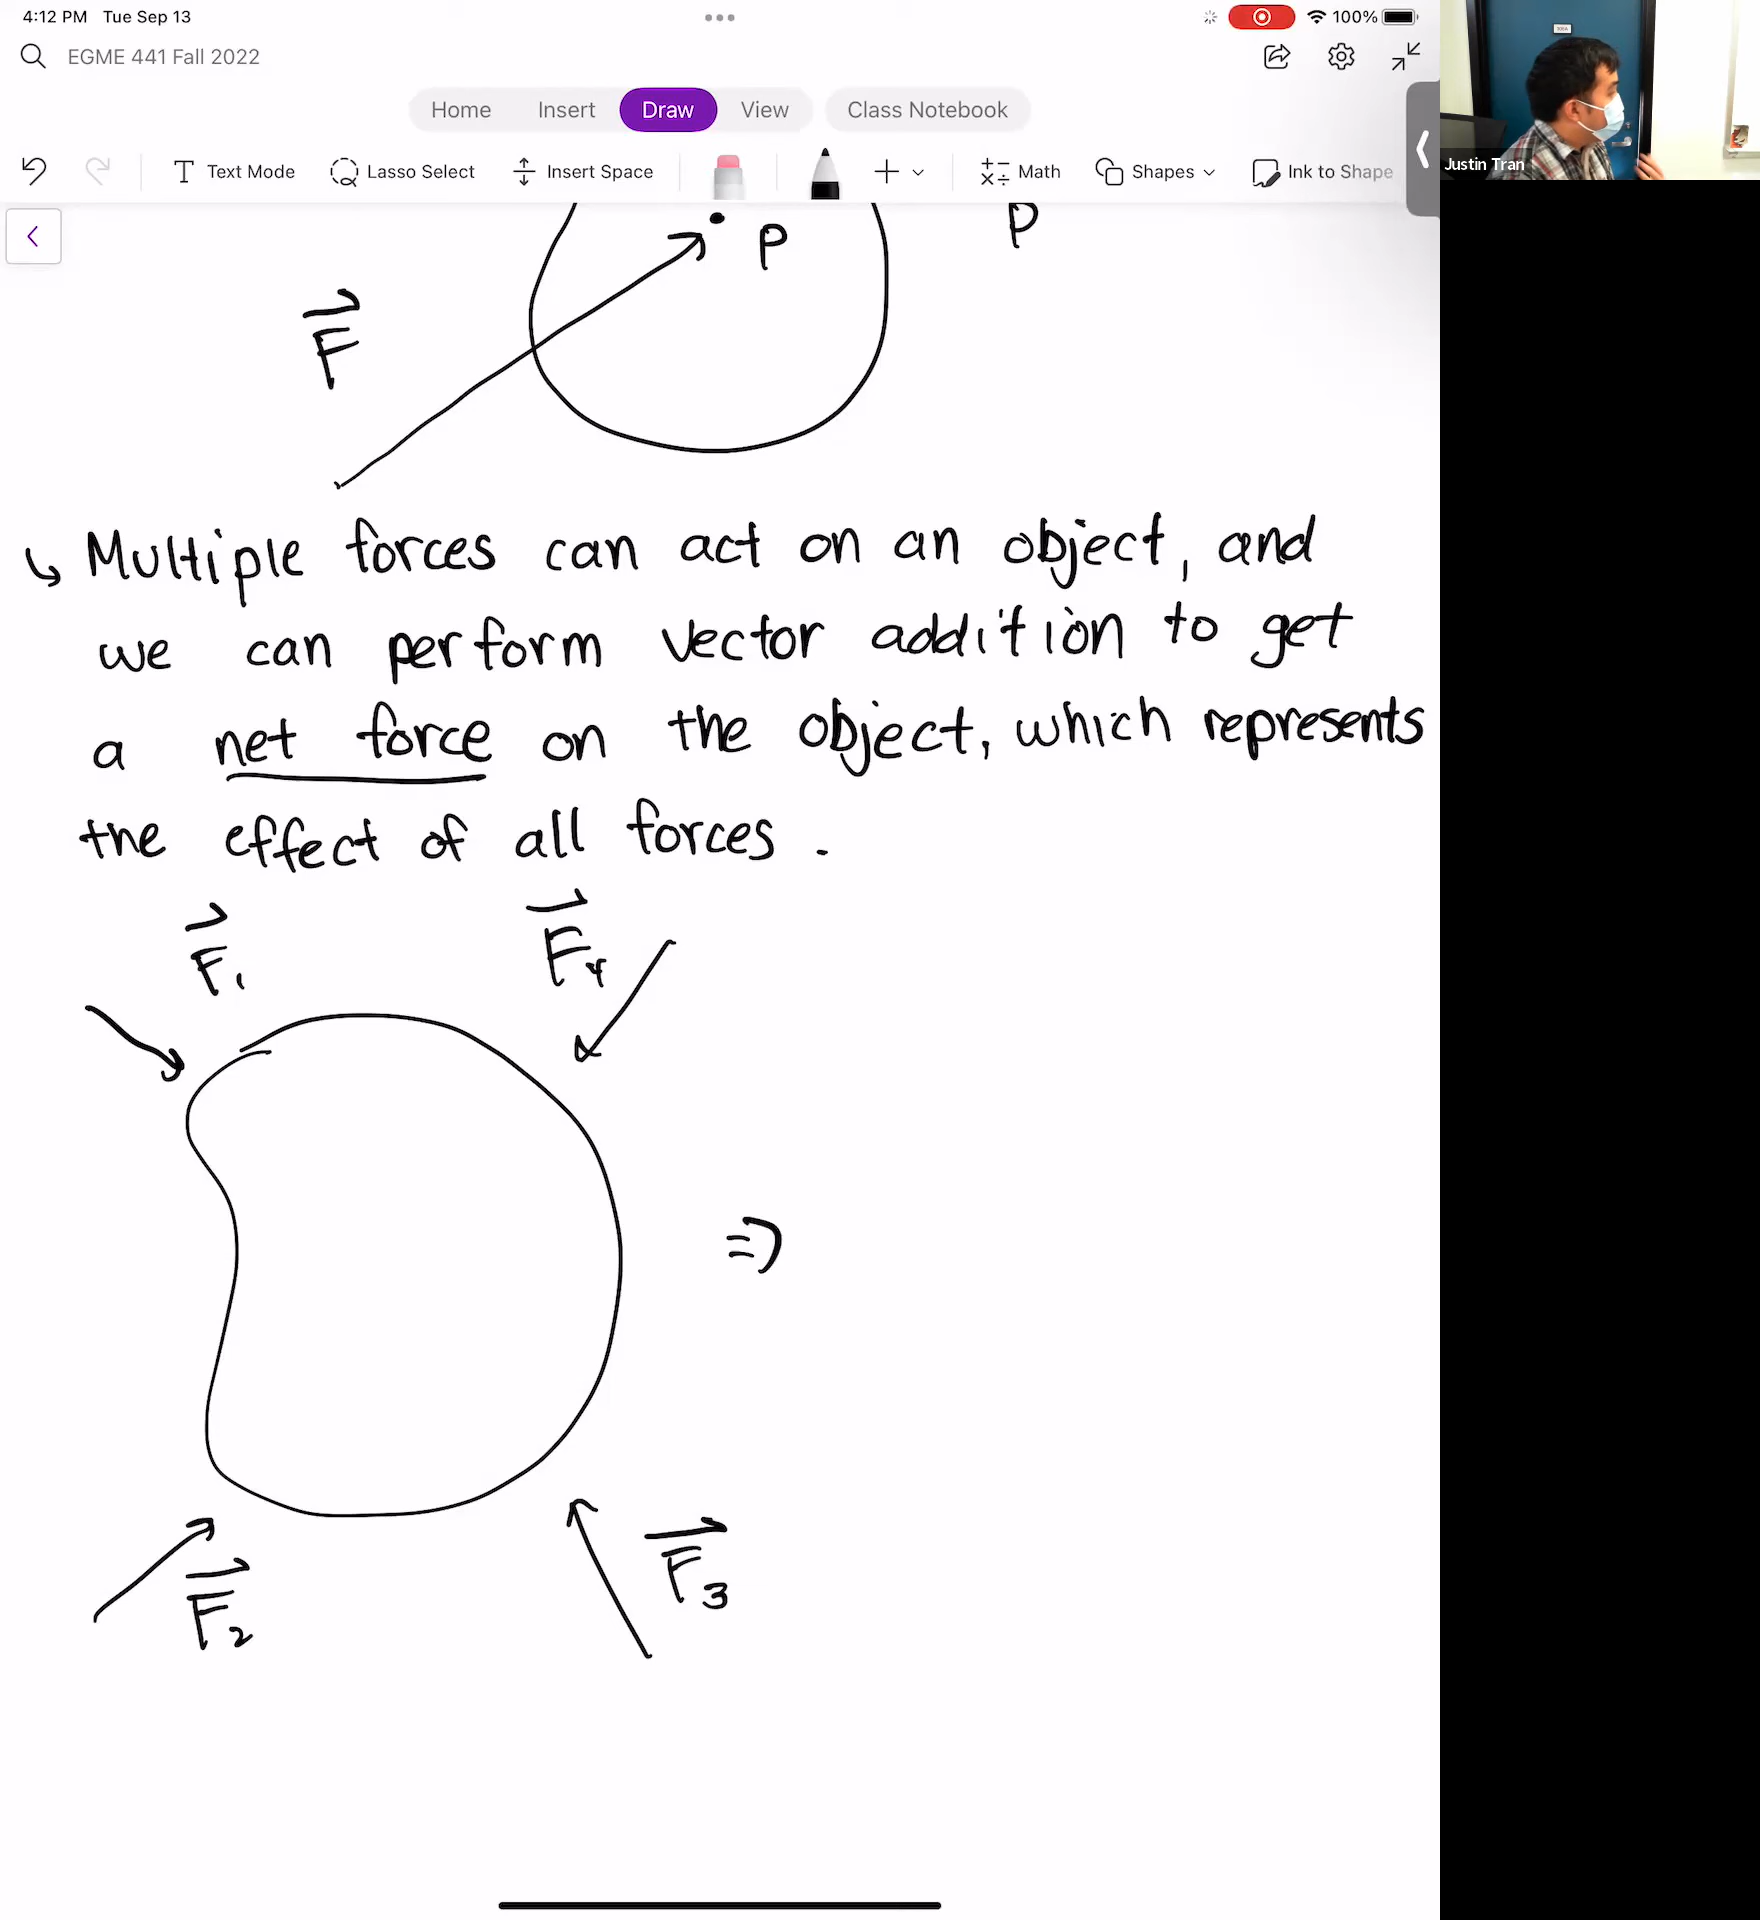 4:12 PM Tue Sep 13
100%
EGME 441 Fall 2022
Home Insert Draw View Class Notebook
T Text Mode Lasso Select Insert Space Math Shapes Ink to Shape
Justin Tran
P P
F
↳ Multiple forces can act on an object, and
we can perform vector addition to get
a net force on the object, which represents
the effect of all forces.
F₁ F₄
⇒
F₃
F₂